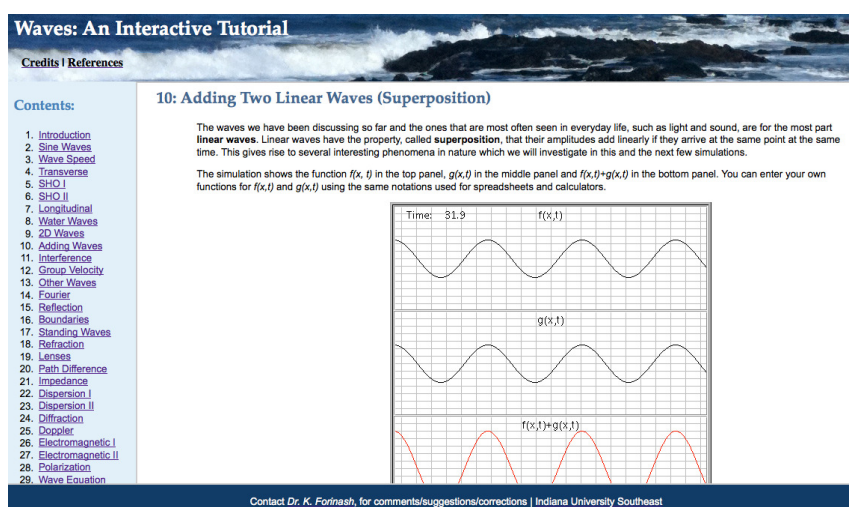 Waves: An Interactive Tutorial
Credits | References
Contents:
1. Introduction
2. Sine Waves
3. Wave Speed
4. Transverse
5. SHO I
6. SHO II
7. Longitudinal
8. Water Waves
9. 2D Waves
10. Adding Waves
11. Interference
12. Group Velocity
13. Other Waves
14. Fourier
15. Reflection
16. Boundaries
17. Standing Waves
18. Refraction
19. Lenses
20. Path Difference
21. Impedance
22. Dispersion I
23. Dispersion II
24. Diffraction
25. Doppler
26. Electromagnetic I
27. Electromagnetic II
28. Polarization
29. Wave Equation
10: Adding Two Linear Waves (Superposition)
The waves we have been discussing so far and the ones that are most often seen in everyday life, such as light and sound, are for the most part
linear waves. Linear waves have the property, called superposition, that their amplitudes add linearly if they arrive at the same point at the same
time. This gives rise to several interesting phenomena in nature which we will investigate in this and the next few simulations.
The simulation shows the function f(x, t) in the top panel, g(x,t) in the middle panel and f(x,t)+g(x,t) in the bottom panel. You can enter your own
functions for f(x,t) and g(x,t) using the same notations used for spreadsheets and calculators.
Time: 31.9 f(x,t)
g(x,t)
f(x,t)+g(x,t)
Contact Dr. K. Forinash, for comments/suggestions/corrections | Indiana University Southeast